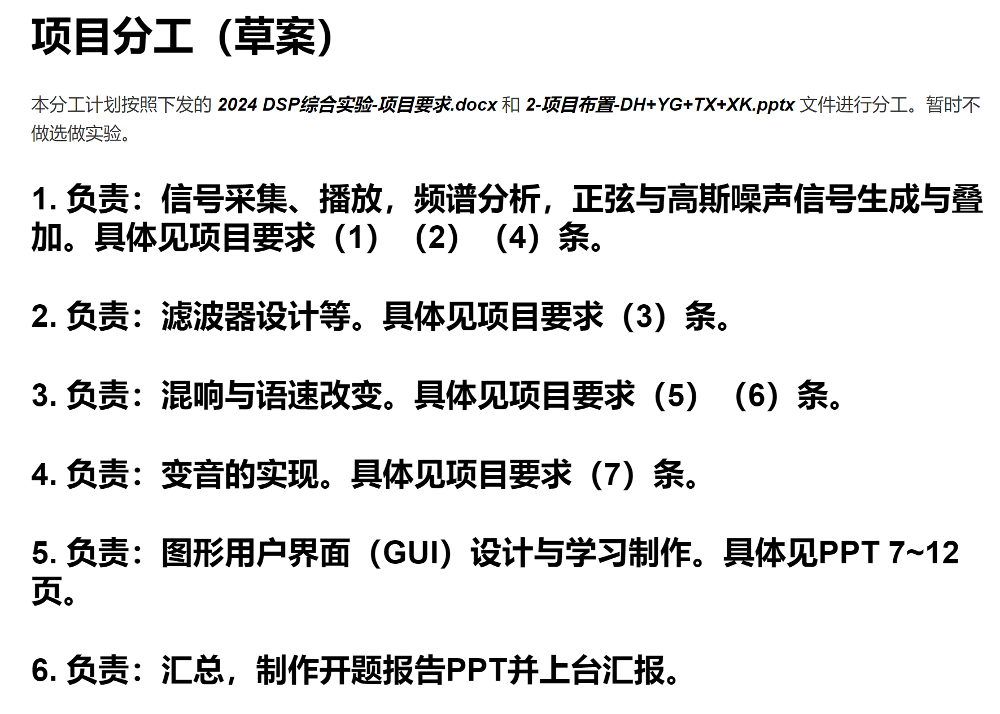 项目分工（草案）
本分工计划按照下发的 2024 DSP综合实验-项目要求.docx 和 2-项目布置-DH+YG+TX+XK.pptx 文件进行分工。暂时不
做选做实验。
1. 负责：信号采集、播放，频谱分析，正弦与高斯噪声信号生成与叠
加。具体见项目要求（1）（2）（4）条。
2. 负责：滤波器设计等。具体见项目要求（3）条。
3. 负责：混响与语速改变。具体见项目要求（5）（6）条。
4. 负责：变音的实现。具体见项目要求（7）条。
5. 负责：图形用户界面（GUI）设计与学习制作。具体见PPT 7~12
页。
6. 负责：汇总，制作开题报告PPT并上台汇报。